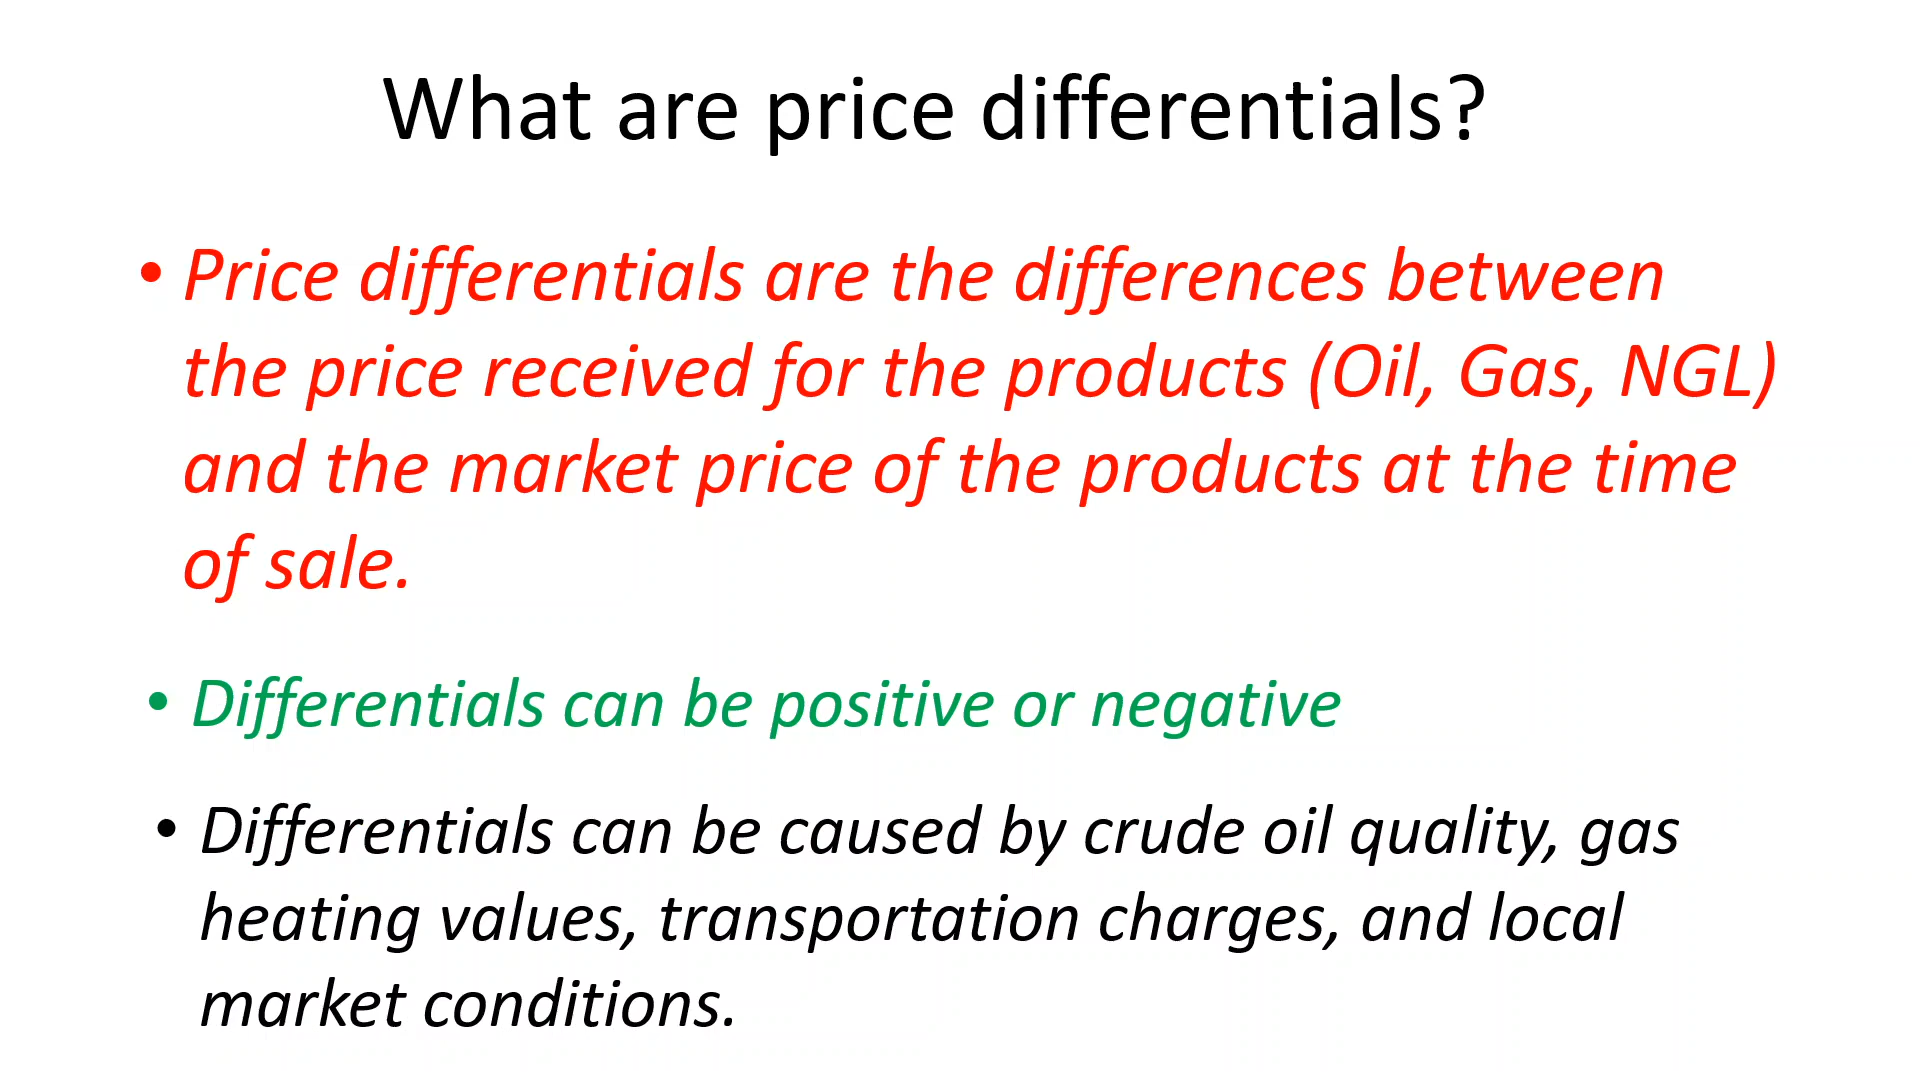 What are price differentials?
• Price differentials are the differences between
the price received for the products (Oil, Gas, NGL)
and the market price of the products at the time
of sale.
• Differentials can be positive or negative
• Differentials can be caused by crude oil quality, gas
heating values, transportation charges, and local
market conditions.